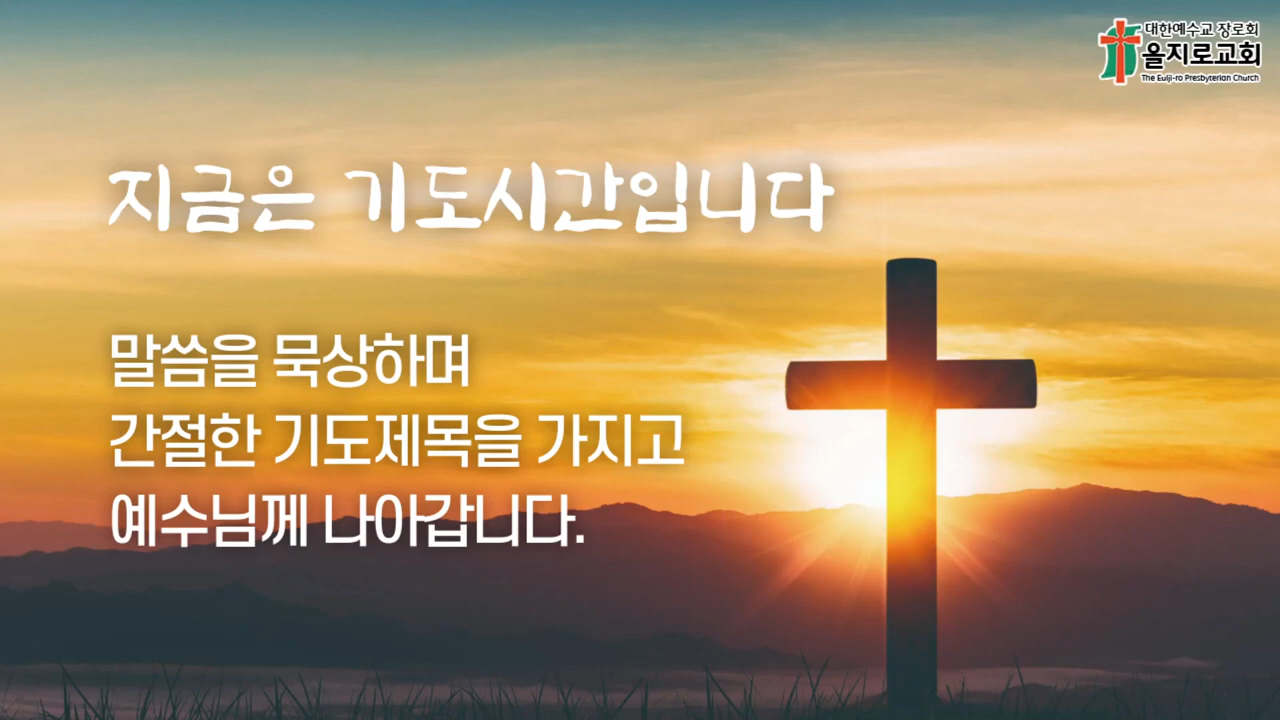 대한예수교 장로회
을지로교회
The Eulji-ro Presbyterian Church
지금은 기도시간입니다
말씀을 묵상하며
간절한 기도제목을 가지고
예수님께 나아갑니다.